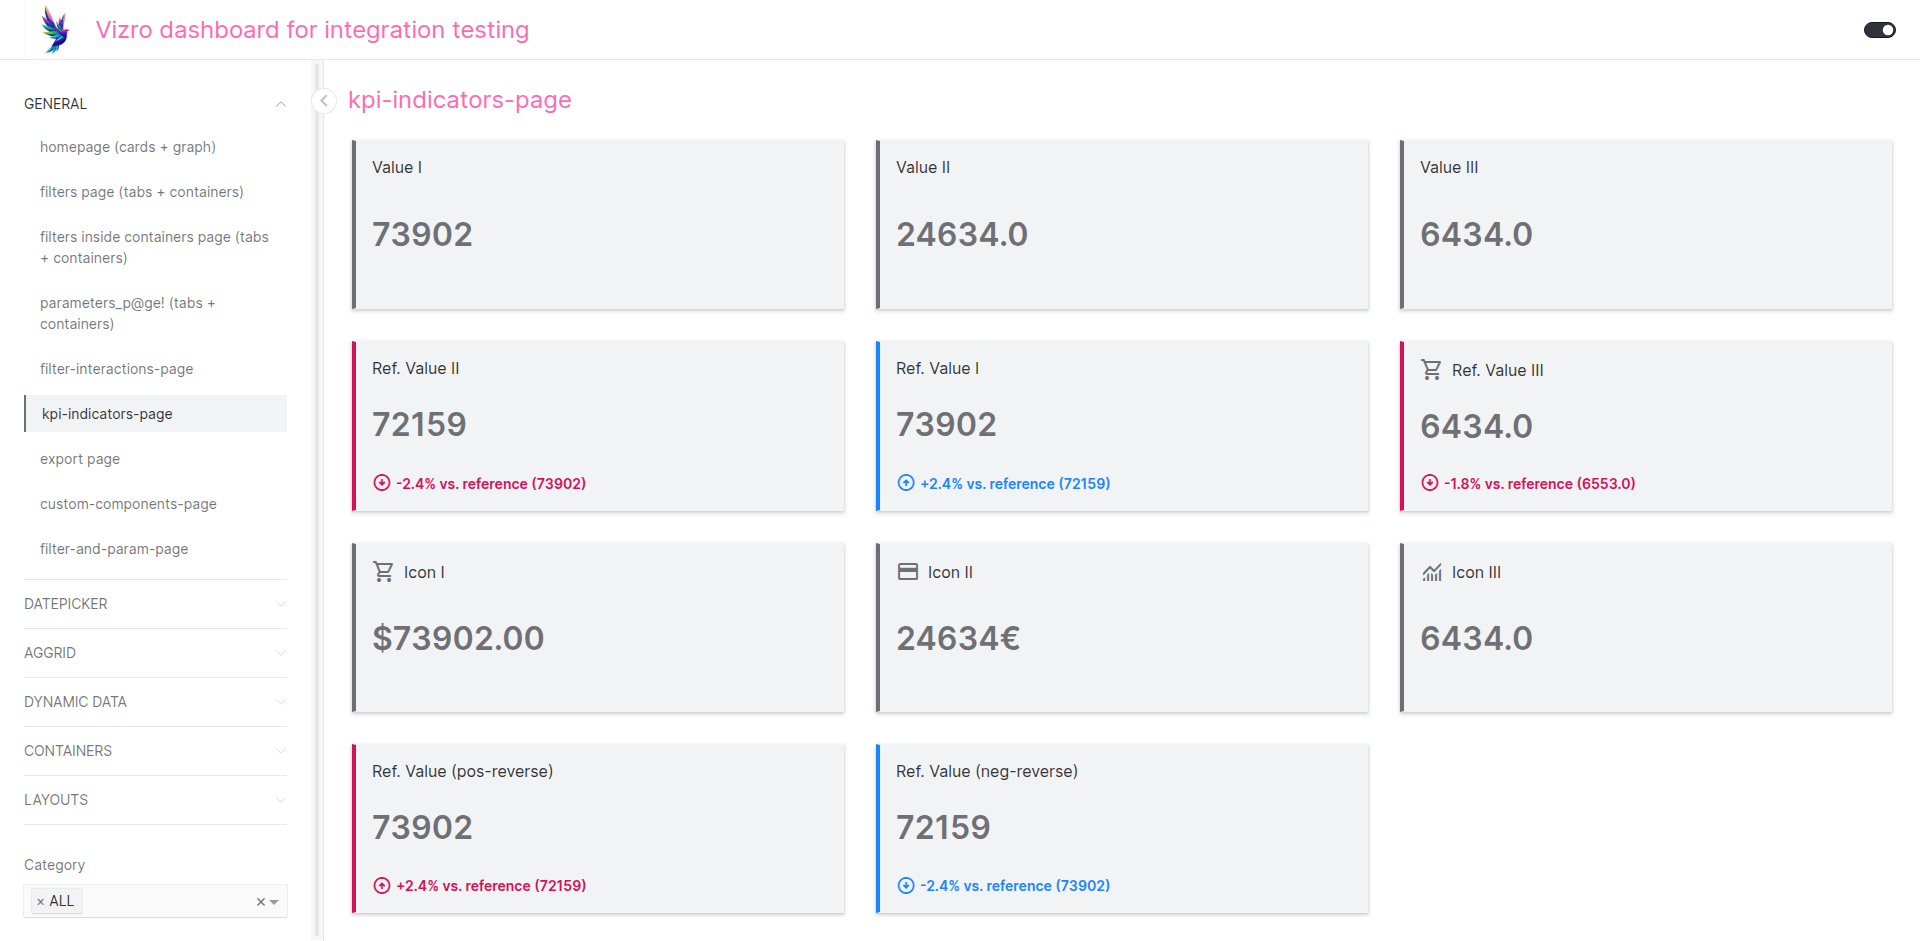 Vizro dashboard for integration testing
GENERAL
homepage (cards + graph)
filters page (tabs + containers)
filters inside containers page (tabs
+ containers)
parameters_p@ge! (tabs +
containers)
filter-interactions-page
kpi-indicators-page
export page
custom-components-page
filter-and-param-page
DATEPICKER
AGGRID
DYNAMIC DATA
CONTAINERS
LAYOUTS
Category
× ALL
kpi-indicators-page
Value I
73902
Value II
24634.0
Value III
6434.0
Ref. Value II
72159
-2.4% vs. reference (73902)
Ref. Value I
73902
+2.4% vs. reference (72159)
Ref. Value III
6434.0
-1.8% vs. reference (6553.0)
Icon I
$73902.00
Icon II
24634€
Icon III
6434.0
Ref. Value (pos-reverse)
73902
+2.4% vs. reference (72159)
Ref. Value (neg-reverse)
72159
-2.4% vs. reference (73902)